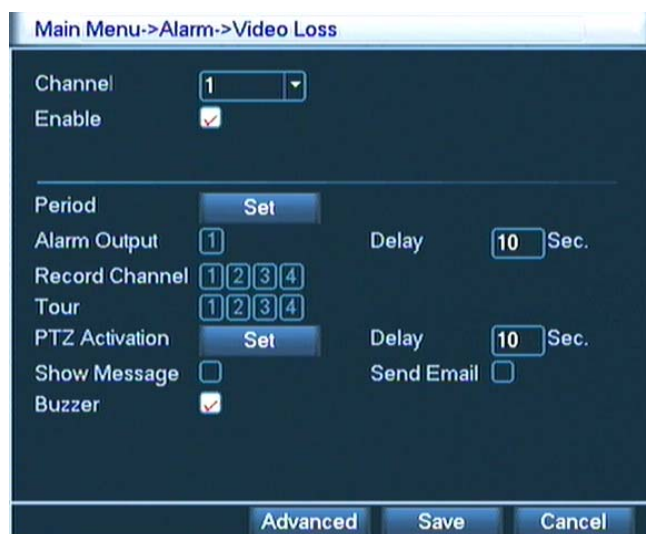 Main Menu->Alarm->Video Loss
Channel 1
Enable
Period Set
Alarm Output 1 Delay 10 Sec.
Record Channel 1 2 3 4
Tour 1 2 3 4
PTZ Activation Set Delay 10 Sec.
Show Message Send Email
Buzzer
Advanced Save Cancel